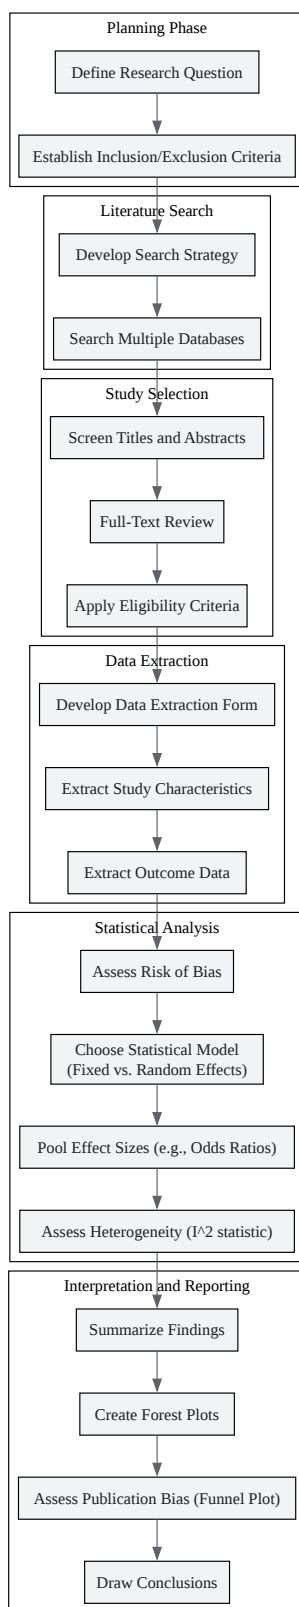 Planning Phase
Define Research Question
Establish Inclusion/Exclusion Criteria
Literature Search
Develop Search Strategy
Search Multiple Databases
Study Selection
Screen Titles and Abstracts
Full-Text Review
Apply Eligibility Criteria
Data Extraction
Develop Data Extraction Form
Extract Study Characteristics
Extract Outcome Data
Statistical Analysis
Assess Risk of Bias
Choose Statistical Model
(Fixed vs. Random Effects)
Pool Effect Sizes (e.g., Odds Ratios)
Assess Heterogeneity (I^2 statistic)
Interpretation and Reporting
Summarize Findings
Create Forest Plots
Assess Publication Bias (Funnel Plot)
Draw Conclusions